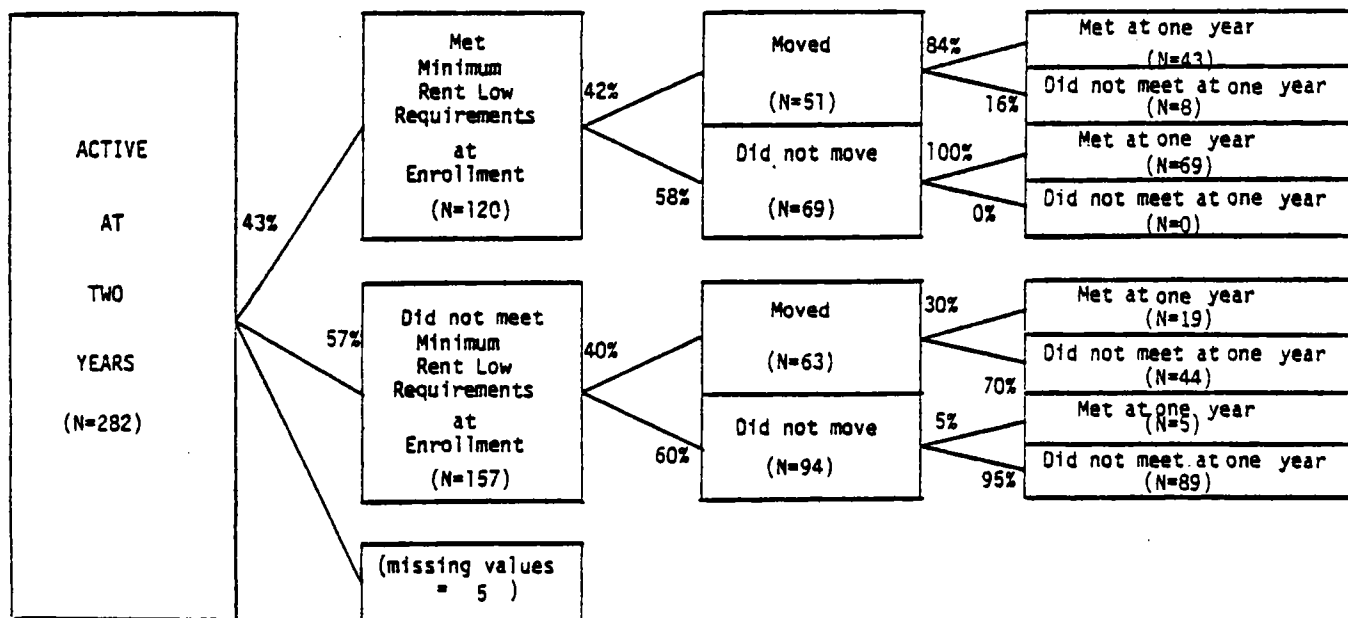 ACTIVE
AT
TWO
YEARS
(N=282)
43%
57%
Met
Minimum
Rent Low
Requirements
at
Enrollment
(N=120)
42%
58%
Moved
(N=51)
84%
16%
Met at one year
(N=43)
Did not meet at one year
(N=8)
Did not move
(N=69)
100%
0%
Met at one year
(N=69)
Did not meet at one year
(N=0)
Did not meet
Minimum
Rent Low
Requirements
at
Enrollment
(N=157)
40%
60%
Moved
(N=63)
30%
70%
Met at one year
(N=19)
Did not meet at one year
(N=44)
Did not move
(N=94)
5%
95%
Met at one year
(N=5)
Did not meet at one year
(N=89)
(missing values
= 5 )